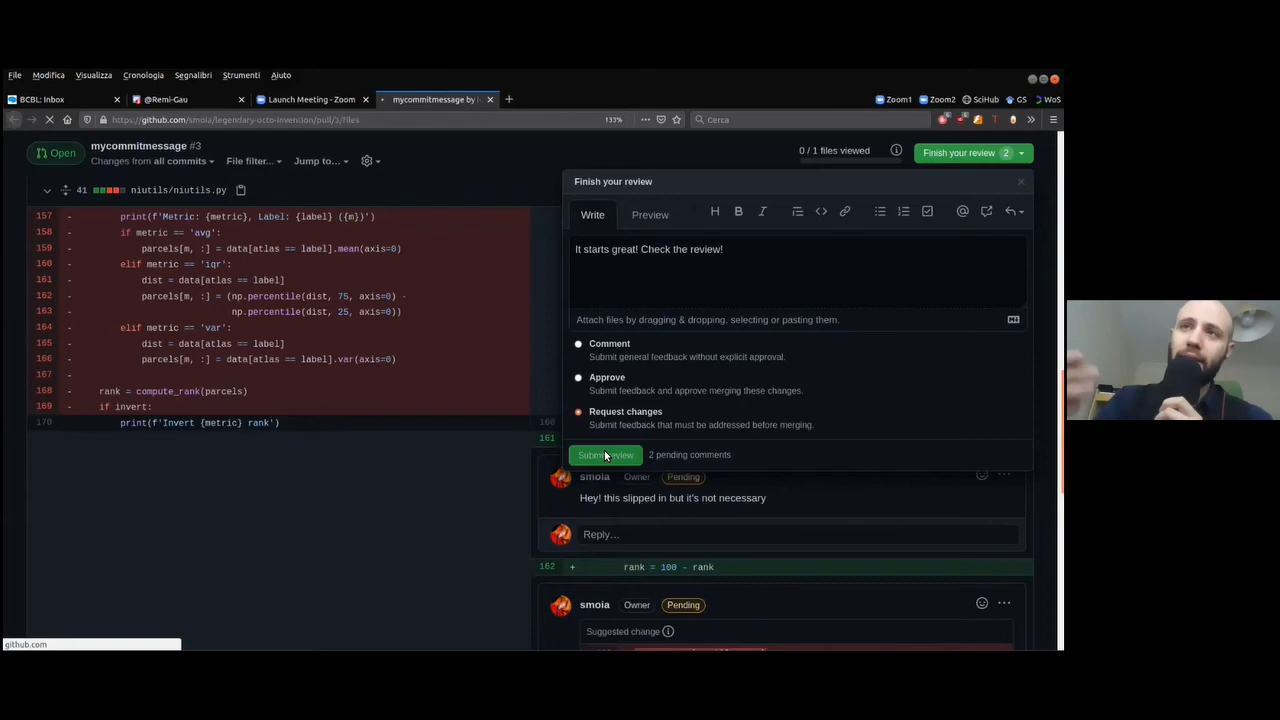 File Modifica Visualizza Cronologia Segnalibri Strumenti Aiuto
BCBL: Inbox @Remi-Gau Launch Meeting - Zoom mycommitmessage by Zoom1 Zoom2 SciHub GS WoS
https://github.com/smoia/legendary-octo-invention/pull/3/files 133% Cerca
Open mycommitmessage #3
Changes from all commits File filter... Jump to...
0 / 1 files viewed Finish your review 2
41 niutils/niutils.py
157 - print(f'Metric: {metric}, Label: {label} ({m})')
158 - if metric == 'avg':
159 - parcels[m, :] = data[atlas == label].mean(axis=0)
160 - elif metric == 'iqr':
161 - dist = data[atlas == label]
162 - parcels[m, :] = (np.percentile(dist, 75, axis=0) -
163 - np.percentile(dist, 25, axis=0))
164 - elif metric == 'var':
165 - dist = data[atlas == label]
166 - parcels[m, :] = data[atlas == label].var(axis=0)
167 -
168 - rank = compute_rank(parcels)
169 - if invert:
170 print(f'Invert {metric} rank')
160
161
Finish your review
Write Preview
It starts great! Check the review!
Attach files by dragging & dropping, selecting or pasting them.
Comment
Submit general feedback without explicit approval.
Approve
Submit feedback and approve merging these changes.
Request changes
Submit feedback that must be addressed before merging.
Submit review 2 pending comments
smoia Owner Pending
Hey! this slipped in but it's not necessary
Reply...
162 + rank = 100 - rank
smoia Owner Pending
Suggested change
github.com